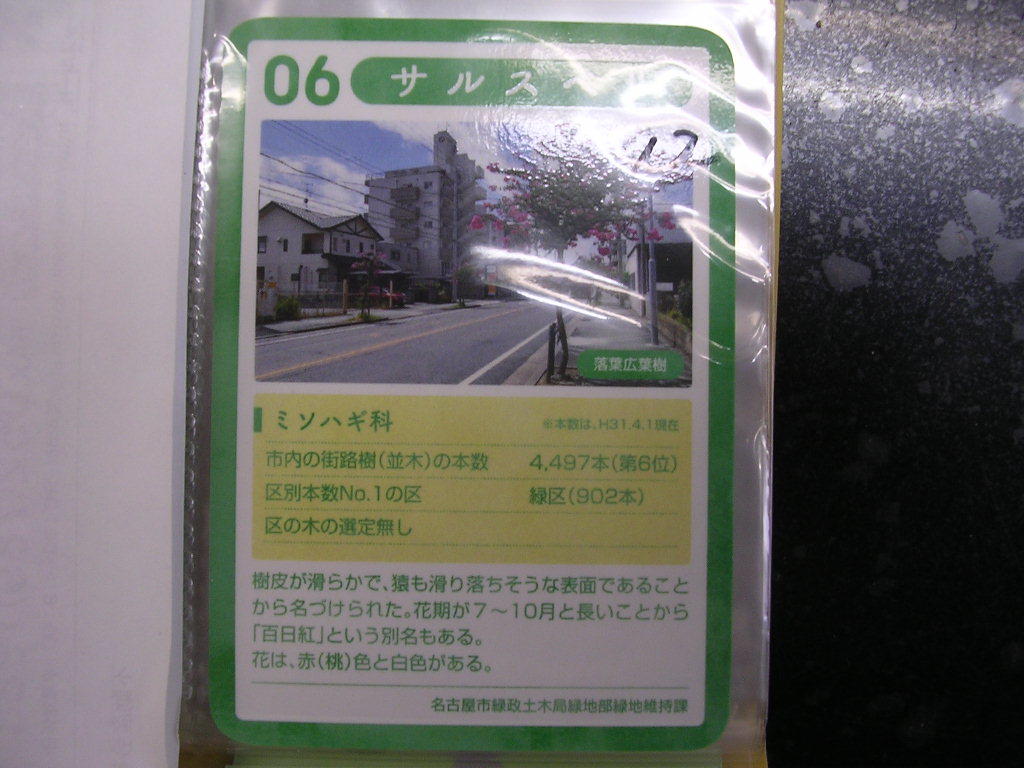 06 サルスベリ
12
落葉広葉樹
ミソハギ科 ※本数は、H31.4.1現在
市内の街路樹(並木)の本数 4,497本(第6位)
区別本数No.1の区 緑区(902本)
区の木の選定無し
樹皮が滑らかで、猿も滑り落ちそうな表面であること
から名づけられた。花期が7〜10月と長いことから
「百日紅」という別名もある。
花は、赤(桃)色と白色がある。
名古屋市緑政土木局緑地部緑地維持課